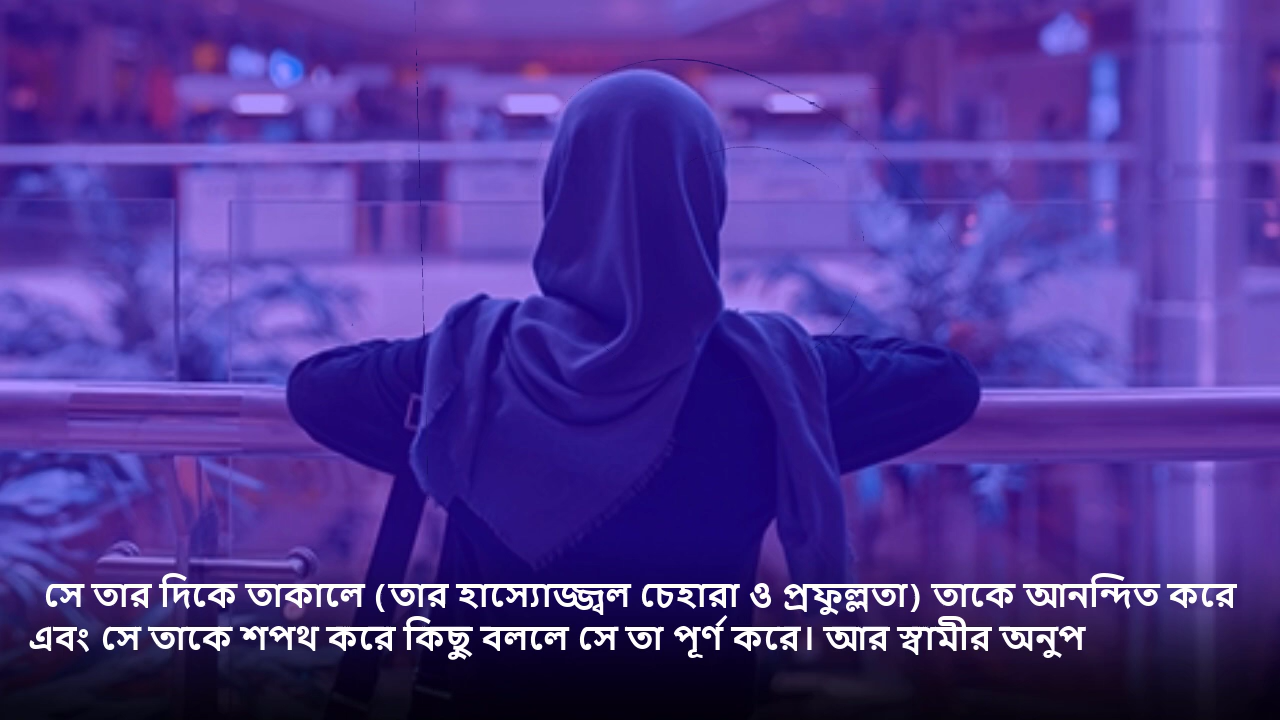 সে তার দিকে তাকালে (তার হাস্যোজ্জ্বল চেহারা ও প্রফুল্লতা) তাকে আনন্দিত করে
এবং সে তাকে শপথ করে কিছু বললে সে তা পূর্ণ করে। আর স্বামীর অনুপ